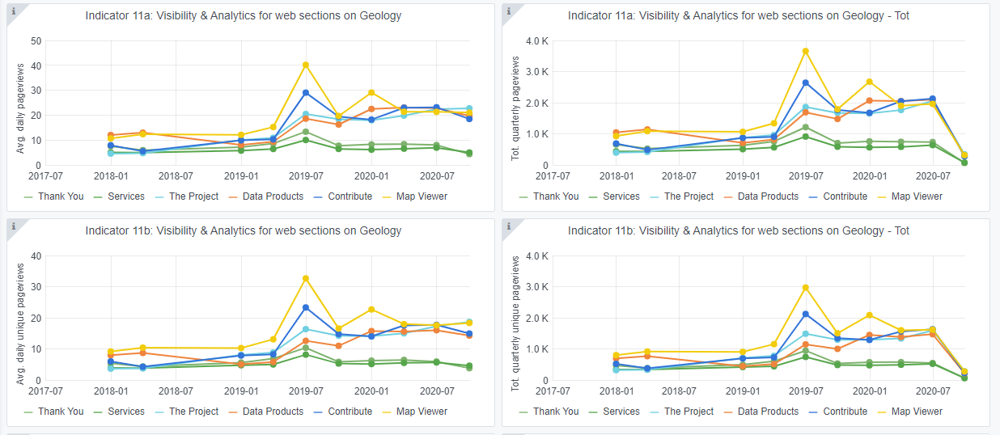 i
Indicator 11a: Visibility & Analytics for web sections on Geology
Avg. daily pageviews
50
40
30
20
10
0
2017-07 2018-01 2018-07 2019-01 2019-07 2020-01 2020-07
Thank You Services The Project Data Products Contribute Map Viewer
i
Indicator 11a: Visibility & Analytics for web sections on Geology - Tot
Tot. quarterly pageviews
4.0 K
3.0 K
2.0 K
1.0 K
0
2017-07 2018-01 2018-07 2019-01 2019-07 2020-01 2020-07
Thank You Services The Project Data Products Contribute Map Viewer
i
Indicator 11b: Visibility & Analytics for web sections on Geology
Avg. daily unique pageviews
40
30
20
10
0
2017-07 2018-01 2018-07 2019-01 2019-07 2020-01 2020-07
Thank You Services The Project Data Products Contribute Map Viewer
i
Indicator 11b: Visibility & Analytics for web sections on Geology - Tot
Tot. quarterly unique pageviews
4.0 K
3.0 K
2.0 K
1.0 K
0
2017-07 2018-01 2018-07 2019-01 2019-07 2020-01 2020-07
Thank You Services The Project Data Products Contribute Map Viewer